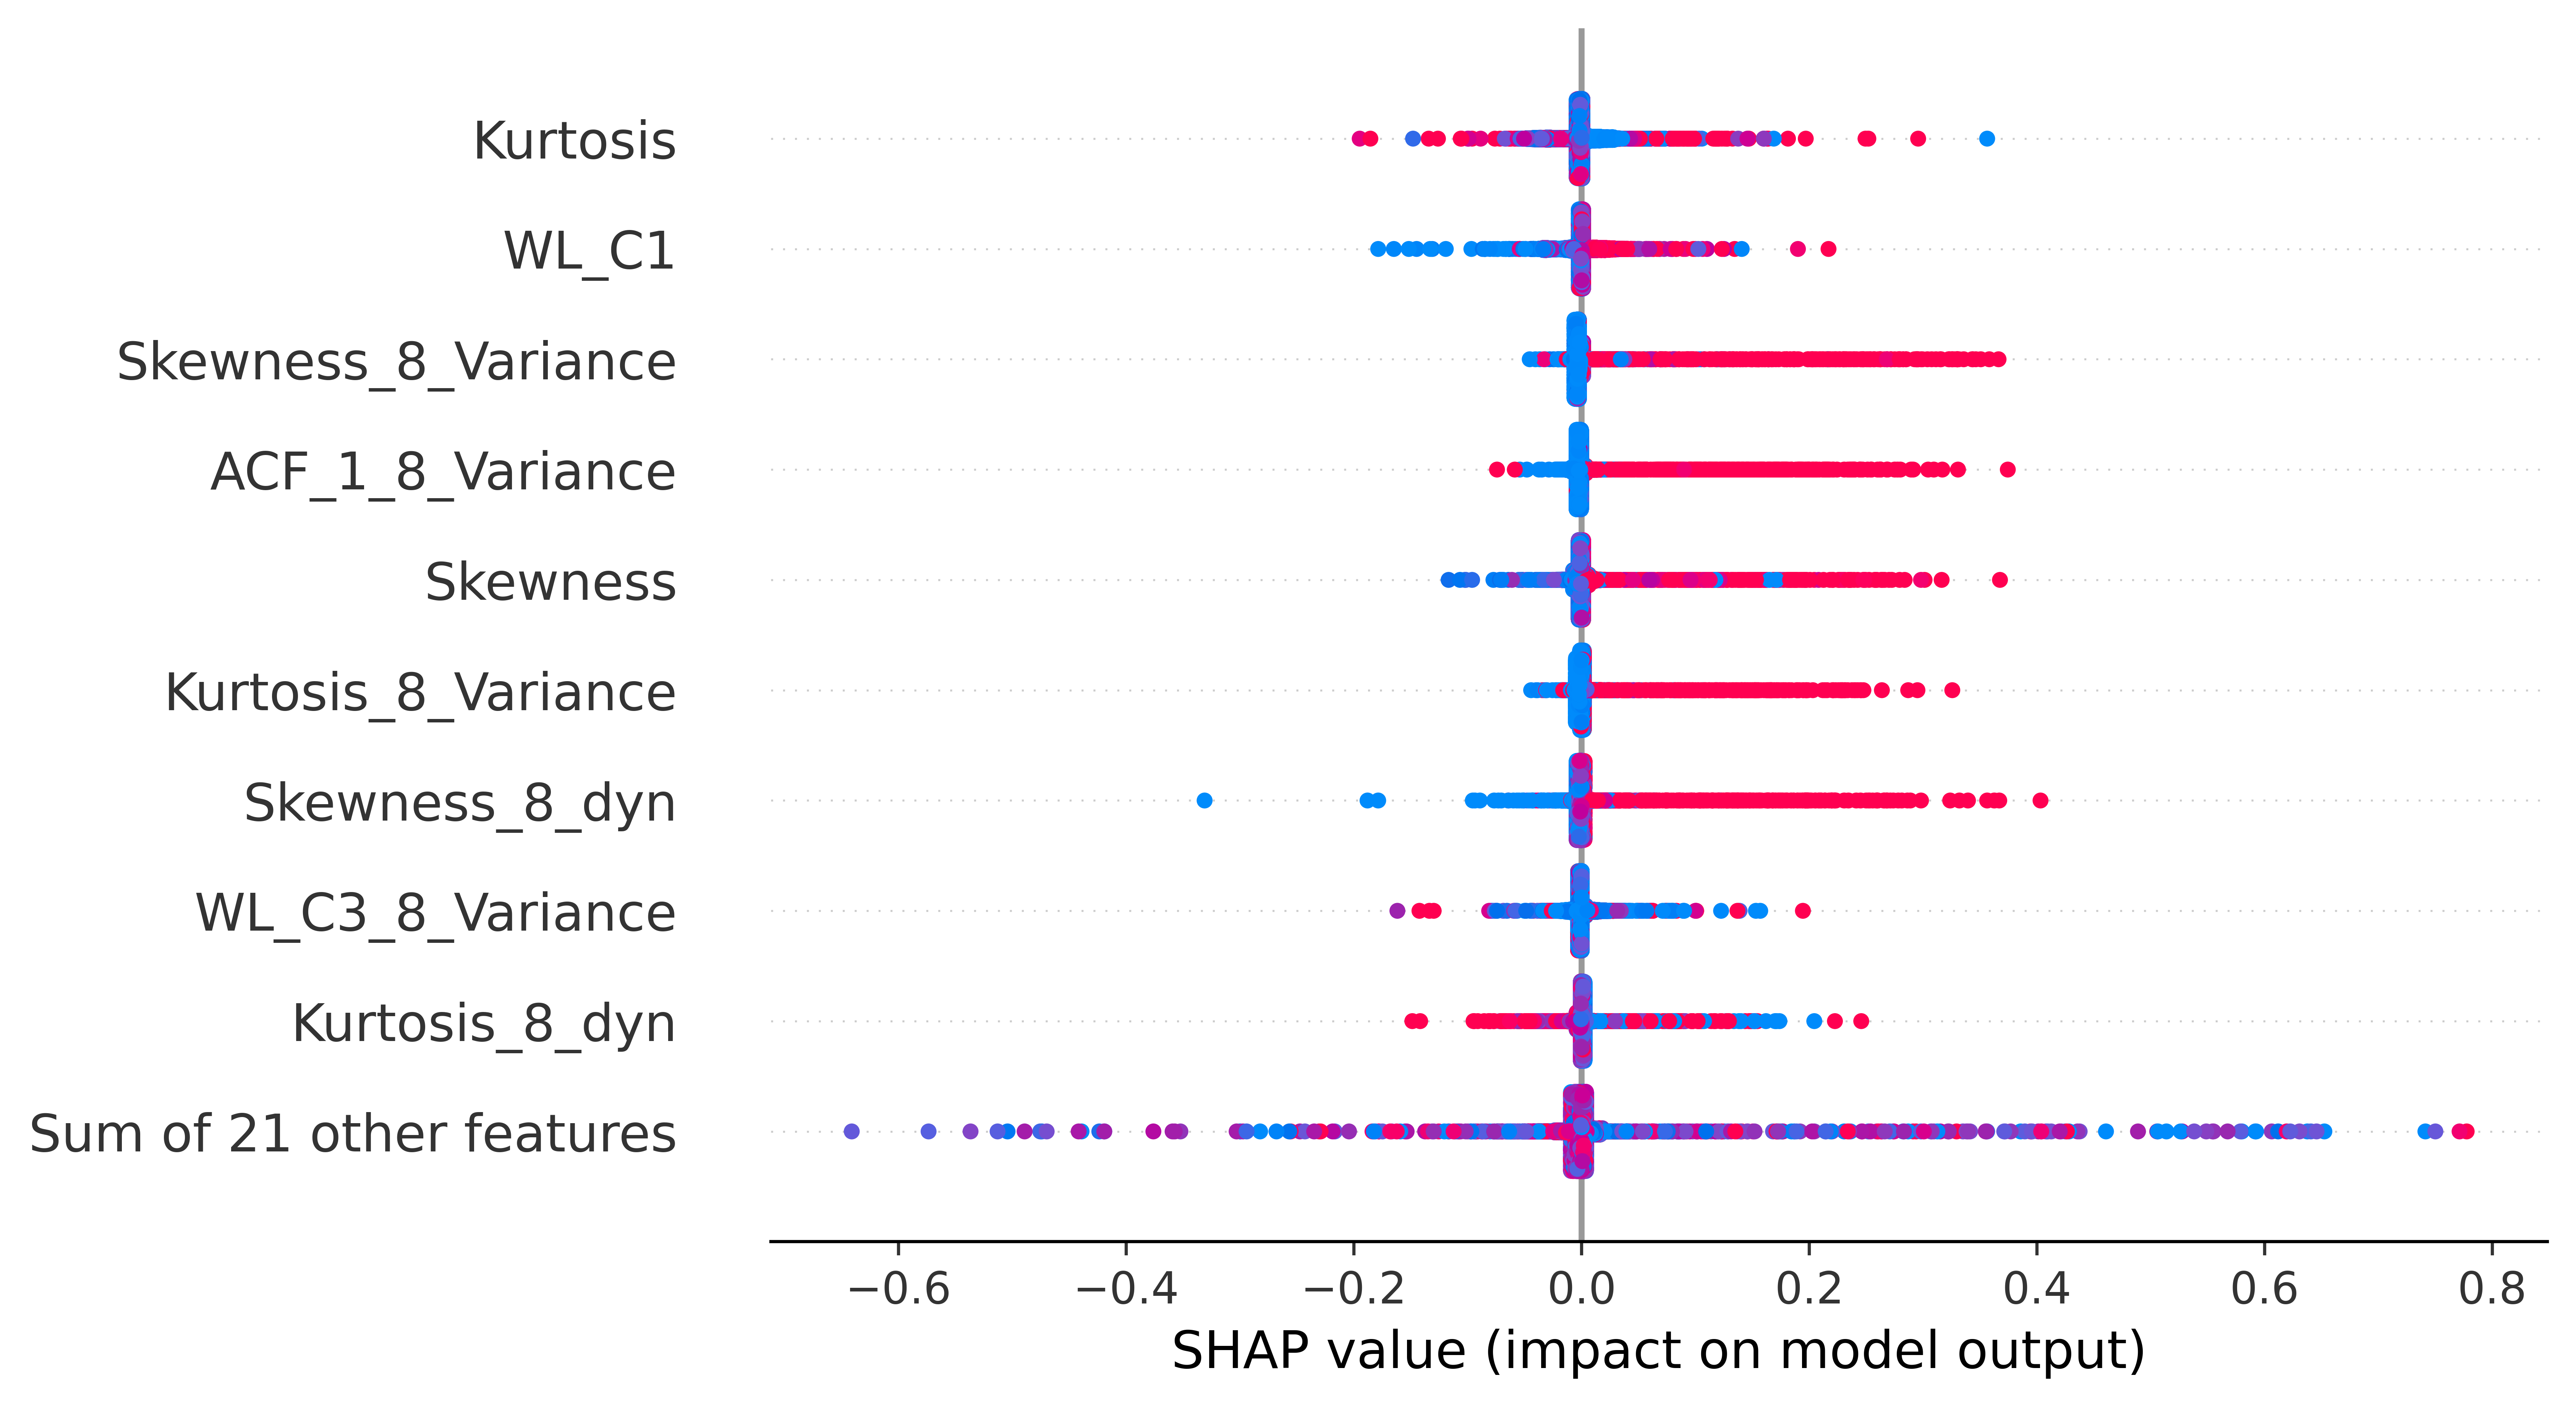 Kurtosis
WL_C1
Skewness_8_Variance
ACF_1_8_Variance
Skewness
Kurtosis_8_Variance
Skewness_8_dyn
WL_C3_8_Variance
Kurtosis_8_dyn
Sum of 21 other features
−0.6 −0.4 −0.2 0.0 0.2 0.4 0.6 0.8
SHAP value (impact on model output)